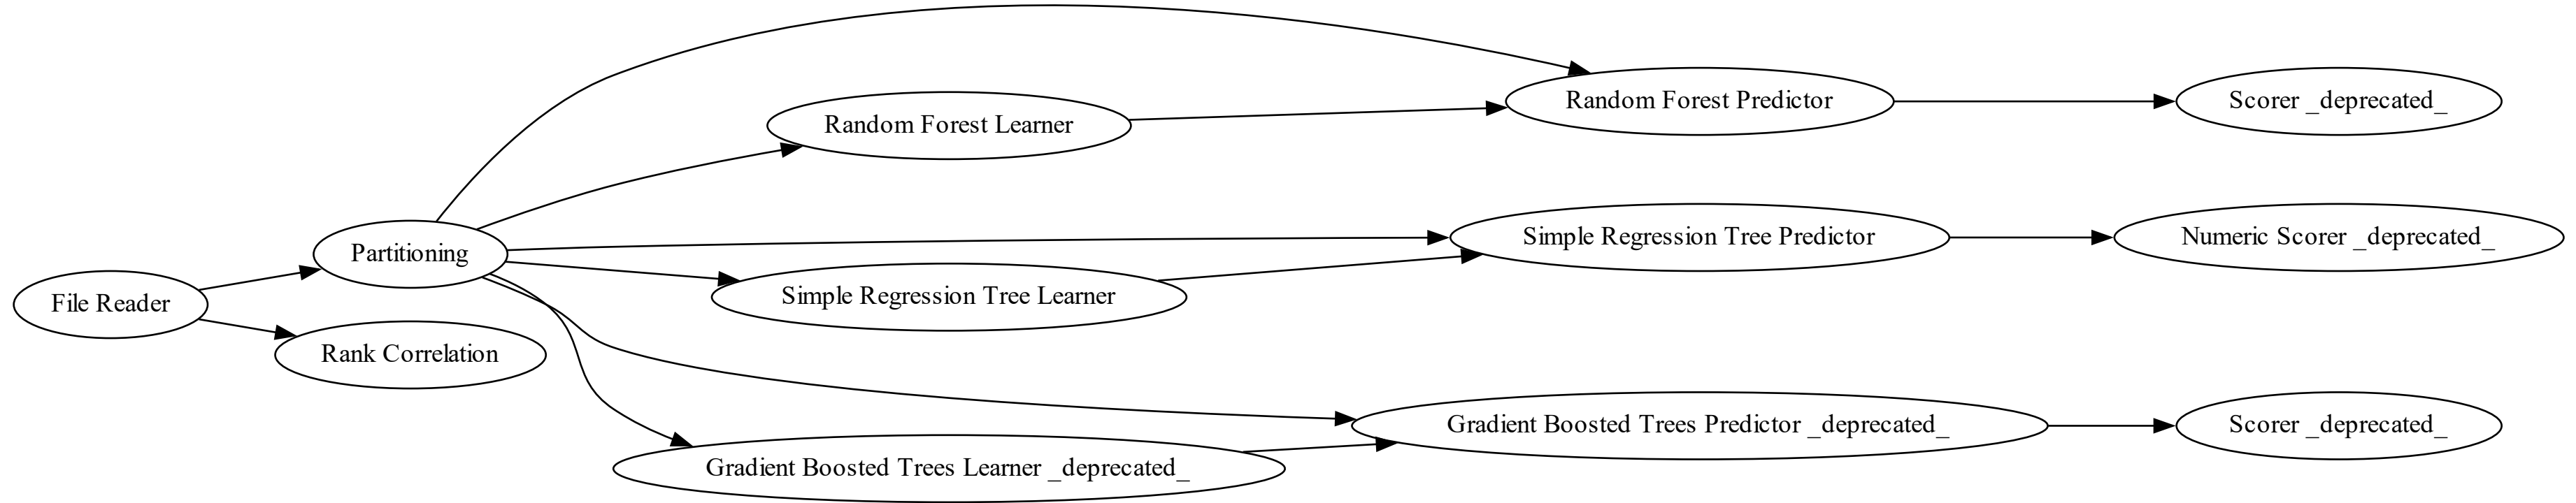 File Reader
Partitioning
Rank Correlation
Random Forest Learner
Simple Regression Tree Learner
Gradient Boosted Trees Learner _deprecated_
Random Forest Predictor
Simple Regression Tree Predictor
Gradient Boosted Trees Predictor _deprecated_
Scorer _deprecated_
Numeric Scorer _deprecated_
Scorer _deprecated_